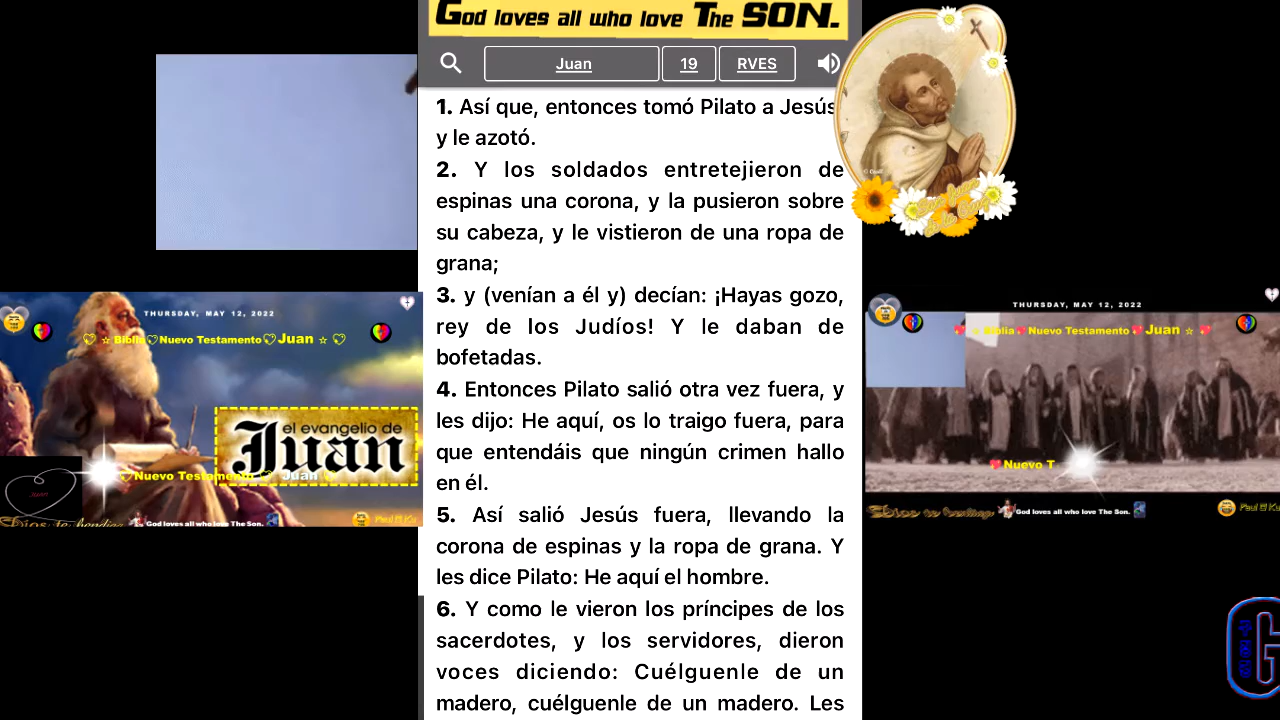 God loves all who love The SON.
Juan 19 RVES
1. Así que, entonces tomó Pilato a Jesús,
y le azotó.
2. Y los soldados entretejieron de
espinas una corona, y la pusieron sobre
su cabeza, y le vistieron de una ropa de
grana;
3. y (venían a él y) decían: ¡Hayas gozo,
rey de los Judíos! Y le daban de
bofetadas.
4. Entonces Pilato salió otra vez fuera, y
les dijo: He aquí, os lo traigo fuera, para
que entendáis que ningún crimen hallo
en él.
5. Así salió Jesús fuera, llevando la
corona de espinas y la ropa de grana. Y
les dice Pilato: He aquí el hombre.
6. Y como le vieron los príncipes de los
sacerdotes, y los servidores, dieron
voces diciendo: Cuélguenle de un
madero, cuélguenle de un madero. Les
THURSDAY, MAY 12, 2022
☆ Biblia Nuevo Testamento Juan ☆
el evangelio de
Juan
Nuevo Testamento Juan
Dios te bendiga
God loves all who love The Son.
THURSDAY, MAY 12, 2022
☆ Biblia Nuevo Testamento Juan ☆
Nuevo T
Dios te bendiga
God loves all who love The Son.